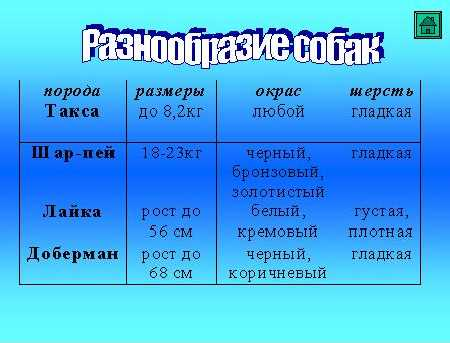 Разнообразие собак
порода размеры окрас шерсть
Такса до 8,2кг любой гладкая
Шар-пей 18-23кг черный, гладкая
бронзовый,
золотистый
Лайка рост до белый, густая,
56 см кремовый плотная
Доберман рост до черный, гладкая
68 см коричневый